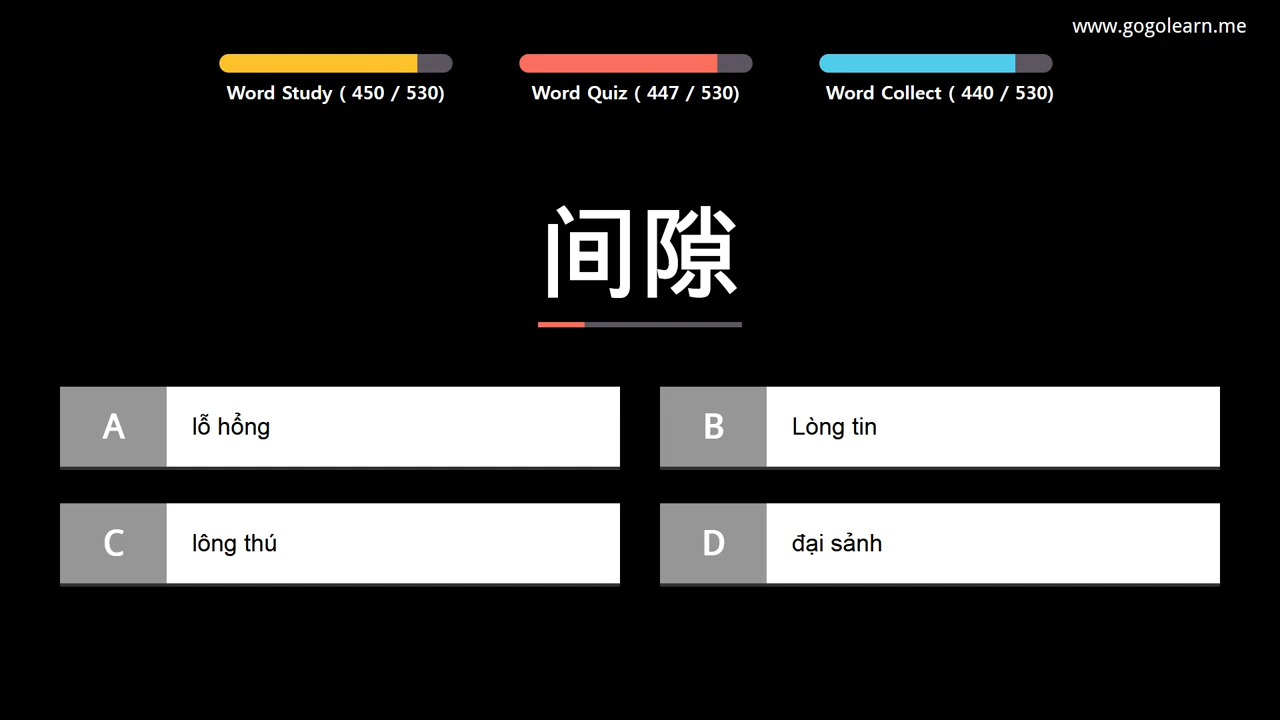 www.gogolearn.me
Word Study ( 450 / 530)
Word Quiz ( 447 / 530)
Word Collect ( 440 / 530)
间隙
A lỗ hổng
B Lòng tin
C lông thú
D đại sảnh